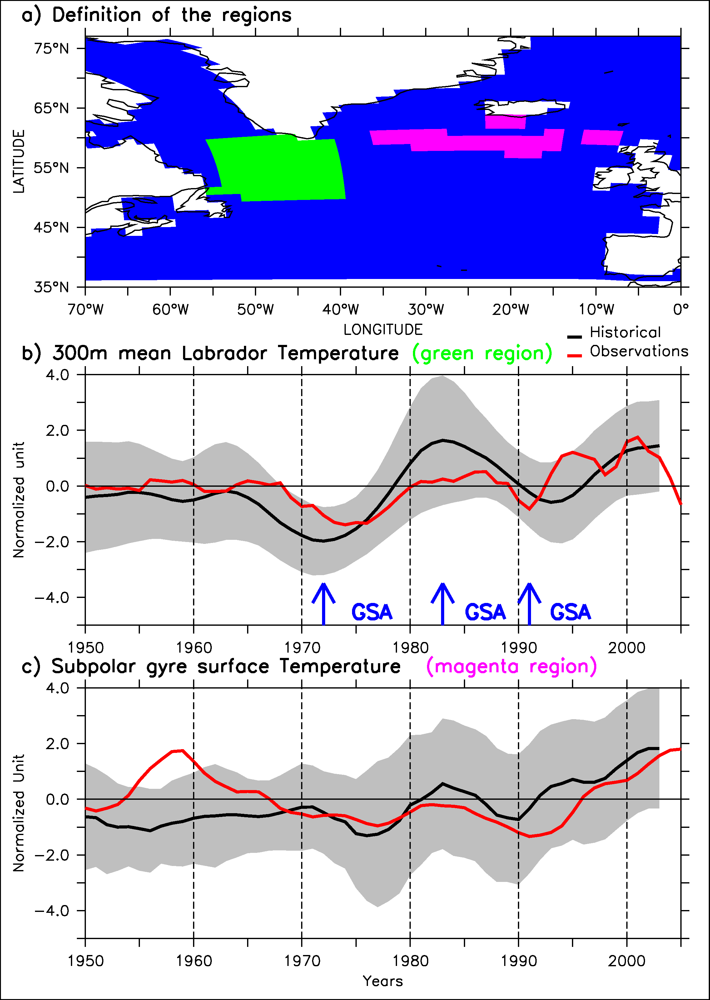 a) Definition of the regions
75°N
65°N
55°N
45°N
35°N
LATITUDE
70°W 60°W 50°W 40°W 30°W 20°W 10°W 0°
LONGITUDE
Historical
Observations
b) 300m mean Labrador Temperature (green region)
4.0
2.0
0.0
−2.0
−4.0
Normalized unit
GSA GSA GSA
1950 1960 1970 1980 1990 2000
c) Subpolar gyre surface Temperature (magenta region)
4.0
2.0
0.0
−2.0
−4.0
Normalized Unit
1950 1960 1970 1980 1990 2000
Years